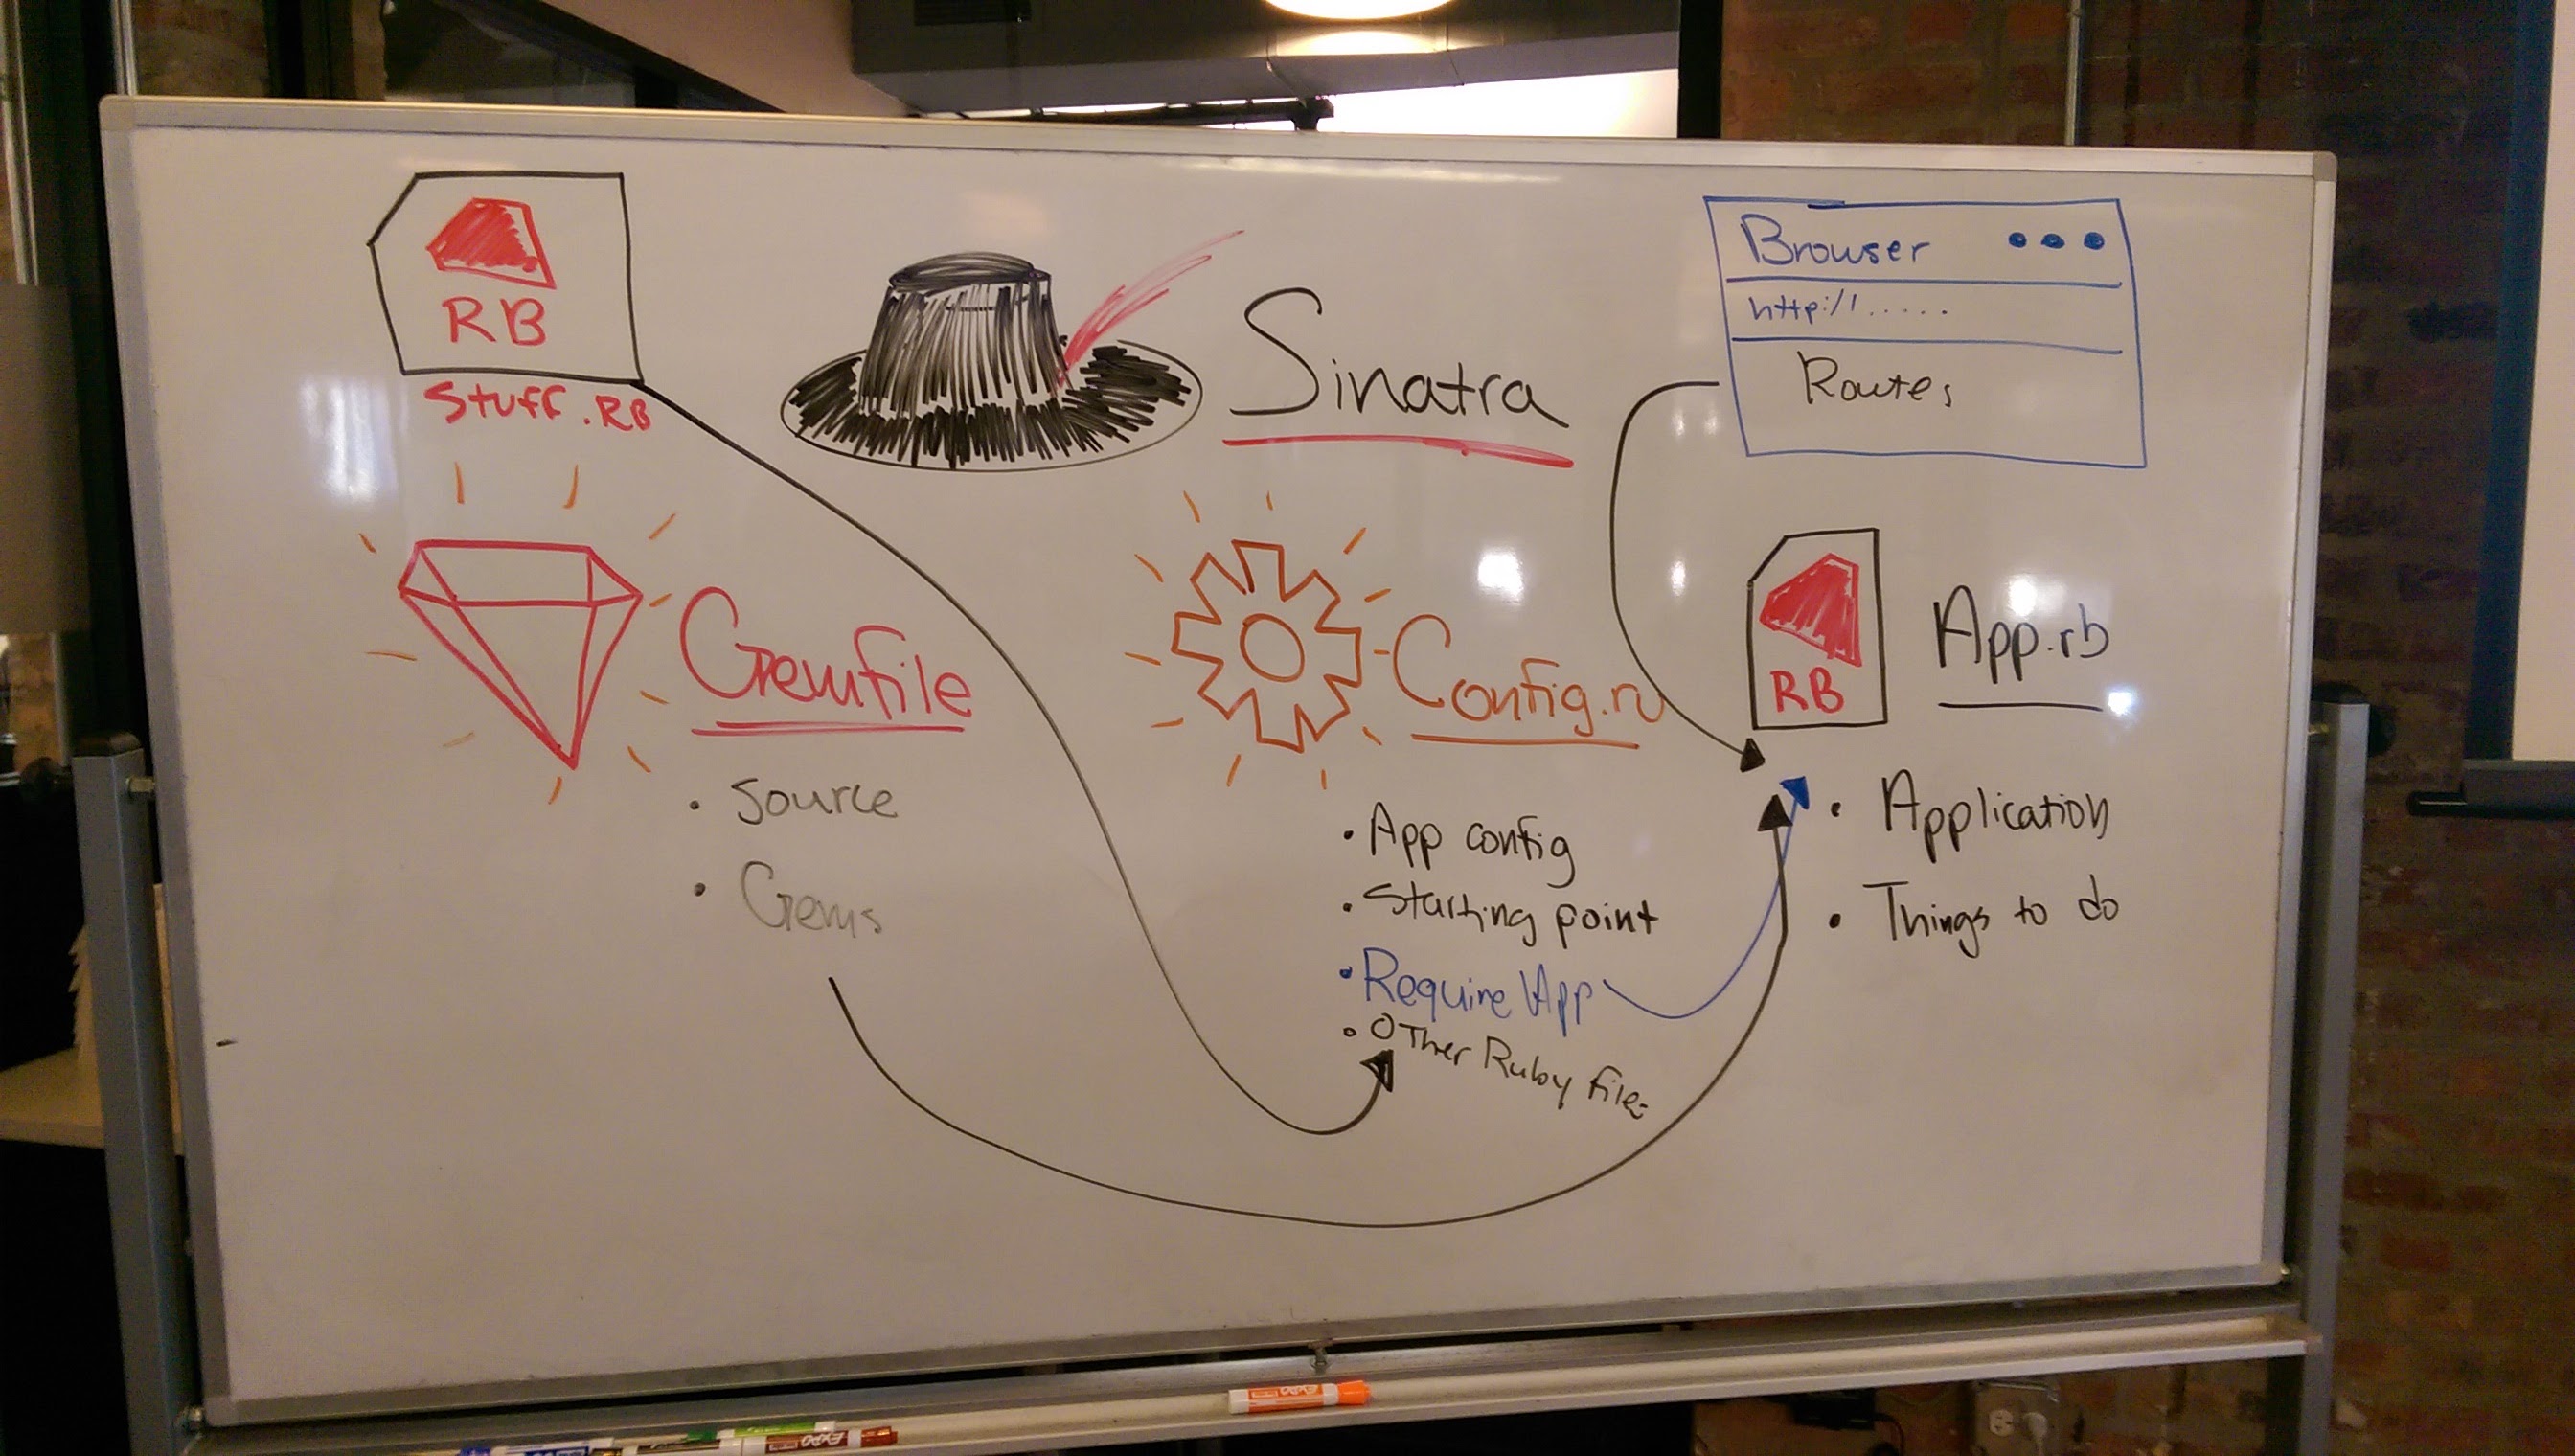 RB
Stuff.RB
Sinatra
Browser
http://.....
Routes
Gemfile
• Source
• Gems
Config.ru
• App config
• Starting point
• Require App
• Other Ruby files
RB
App.rb
• Application
• Things to do
EXPO
EXPO